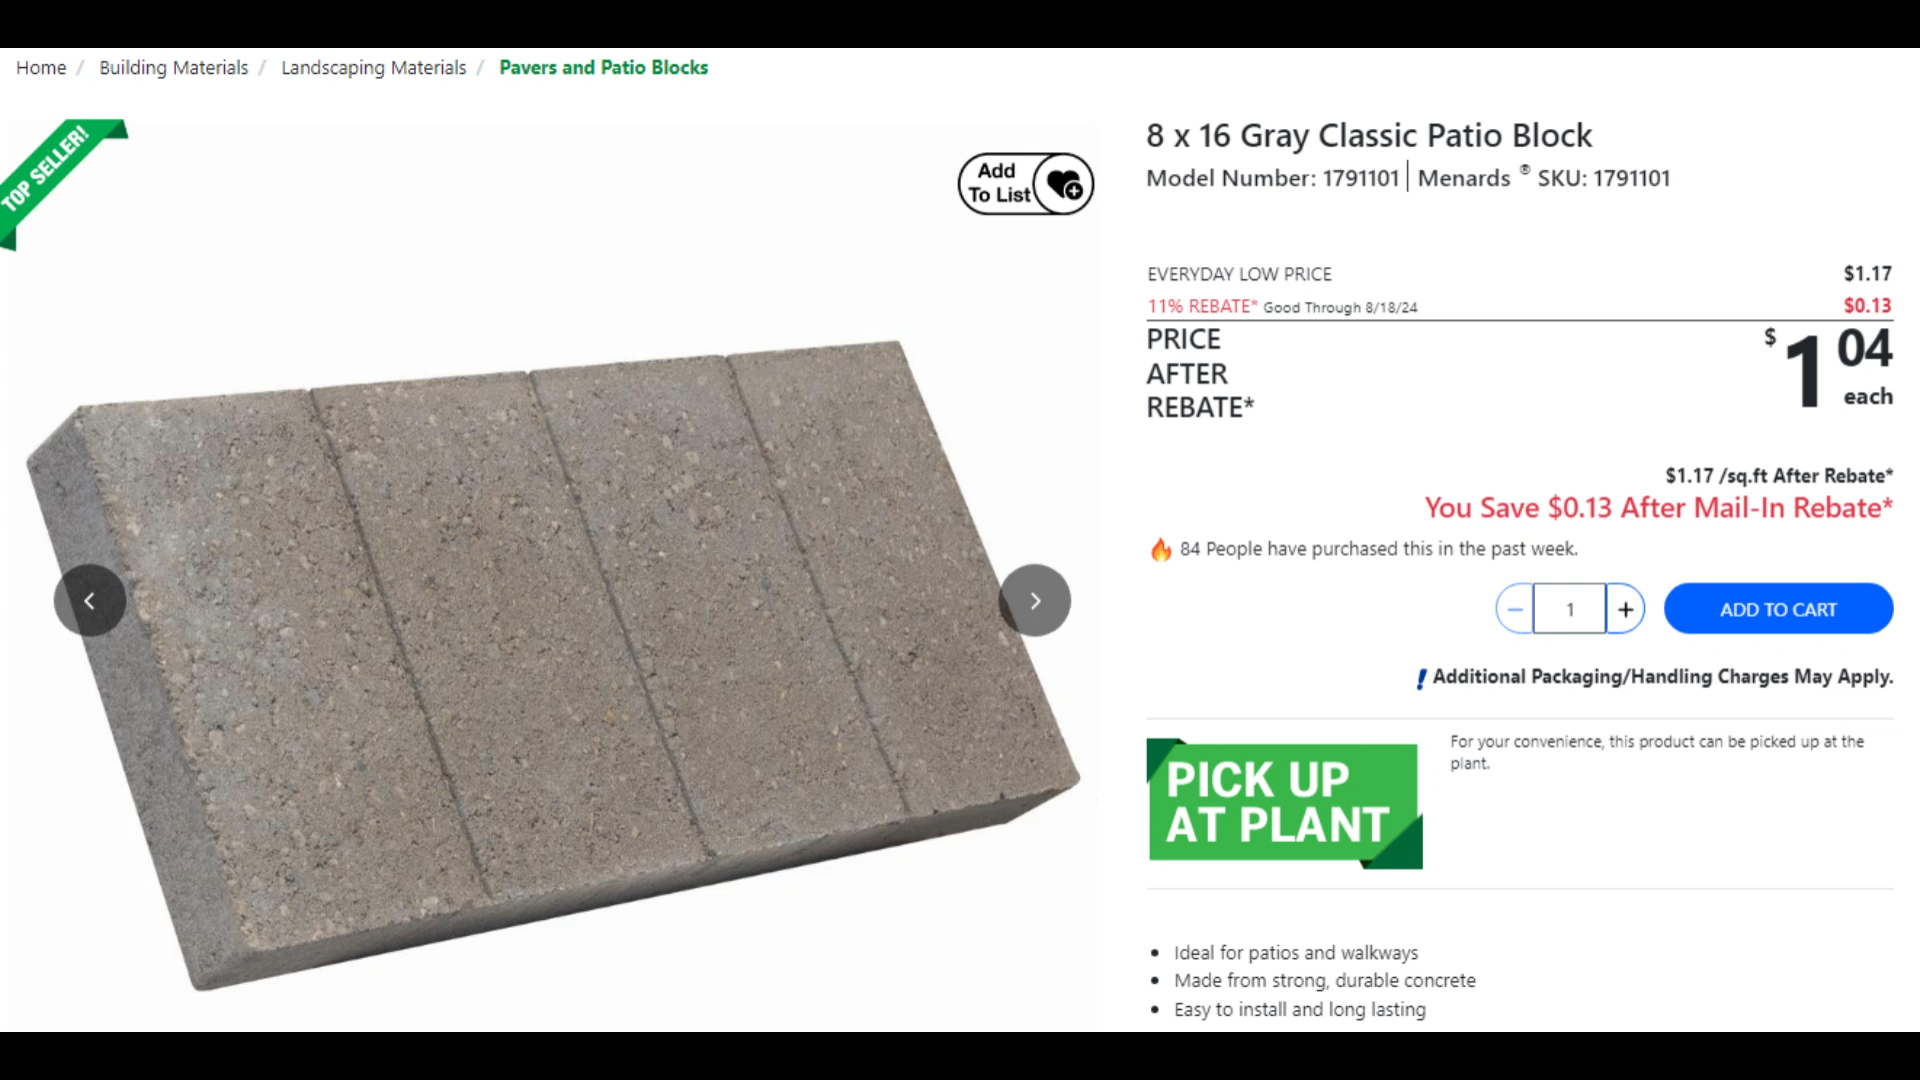 Home / Building Materials / Landscaping Materials / Pavers and Patio Blocks
TOP SELLER!
Add
To List
8 x 16 Gray Classic Patio Block
Model Number: 1791101 | Menards ® SKU: 1791101
EVERYDAY LOW PRICE $1.17
11% REBATE* Good Through 8/18/24 $0.13
PRICE
AFTER
REBATE*
$1 04
each
$1.17 /sq.ft After Rebate*
You Save $0.13 After Mail-In Rebate*
84 People have purchased this in the past week.
− 1 + ADD TO CART
! Additional Packaging/Handling Charges May Apply.
PICK UP
AT PLANT
For your convenience, this product can be picked up at the
plant.
• Ideal for patios and walkways
• Made from strong, durable concrete
• Easy to install and long lasting